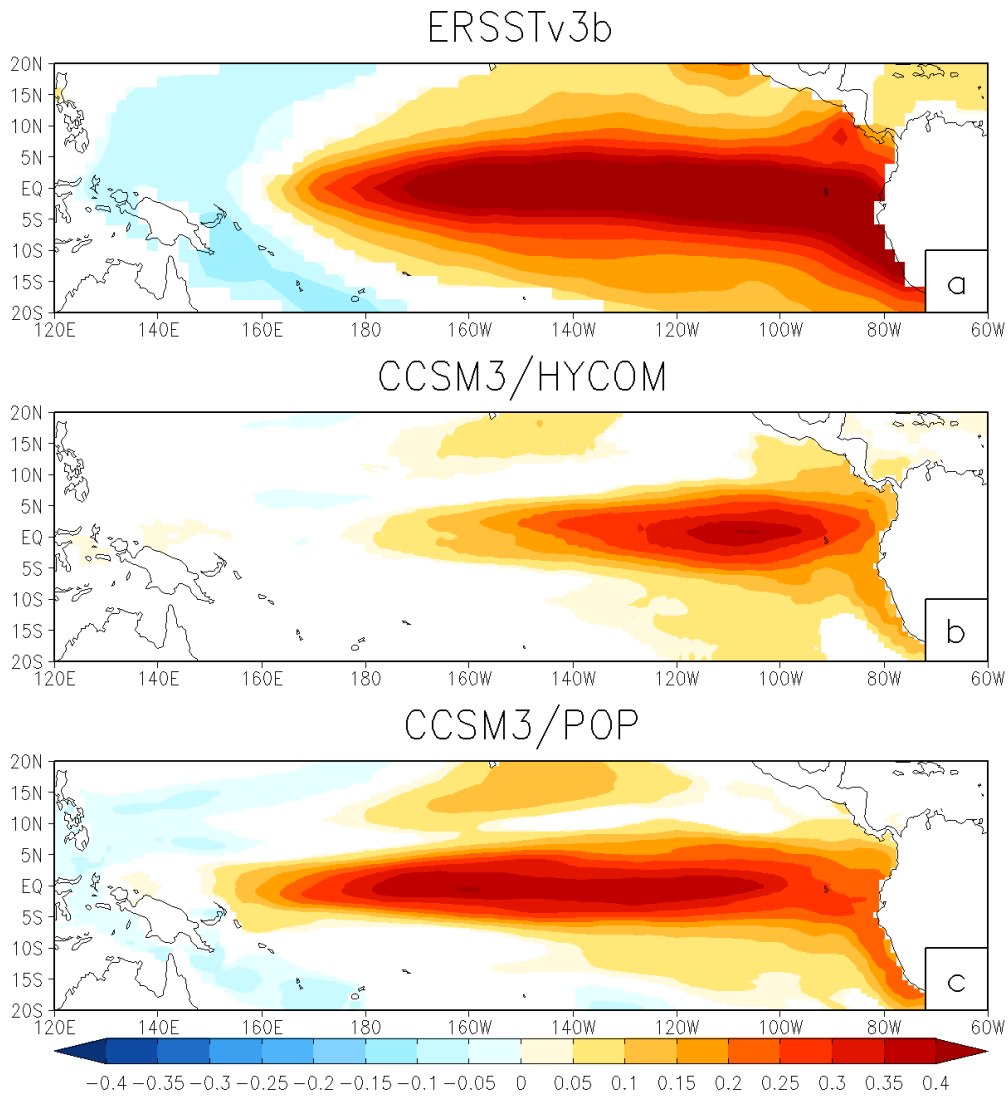 ERSSTv3b
20N
15N
10N
5N
EQ
5S
10S
15S
20S
a
120E 140E 160E 180 160W 140W 120W 100W 80W 60W
CCSM3/HYCOM
20N
15N
10N
5N
EQ
5S
10S
15S
20S
b
120E 140E 160E 180 160W 140W 120W 100W 80W 60W
CCSM3/POP
20N
15N
10N
5N
EQ
5S
10S
15S
20S
c
120E 140E 160E 180 160W 140W 120W 100W 80W 60W
−0.4 −0.35 −0.3 −0.25 −0.2 −0.15 −0.1 −0.05 0 0.05 0.1 0.15 0.2 0.25 0.3 0.35 0.4